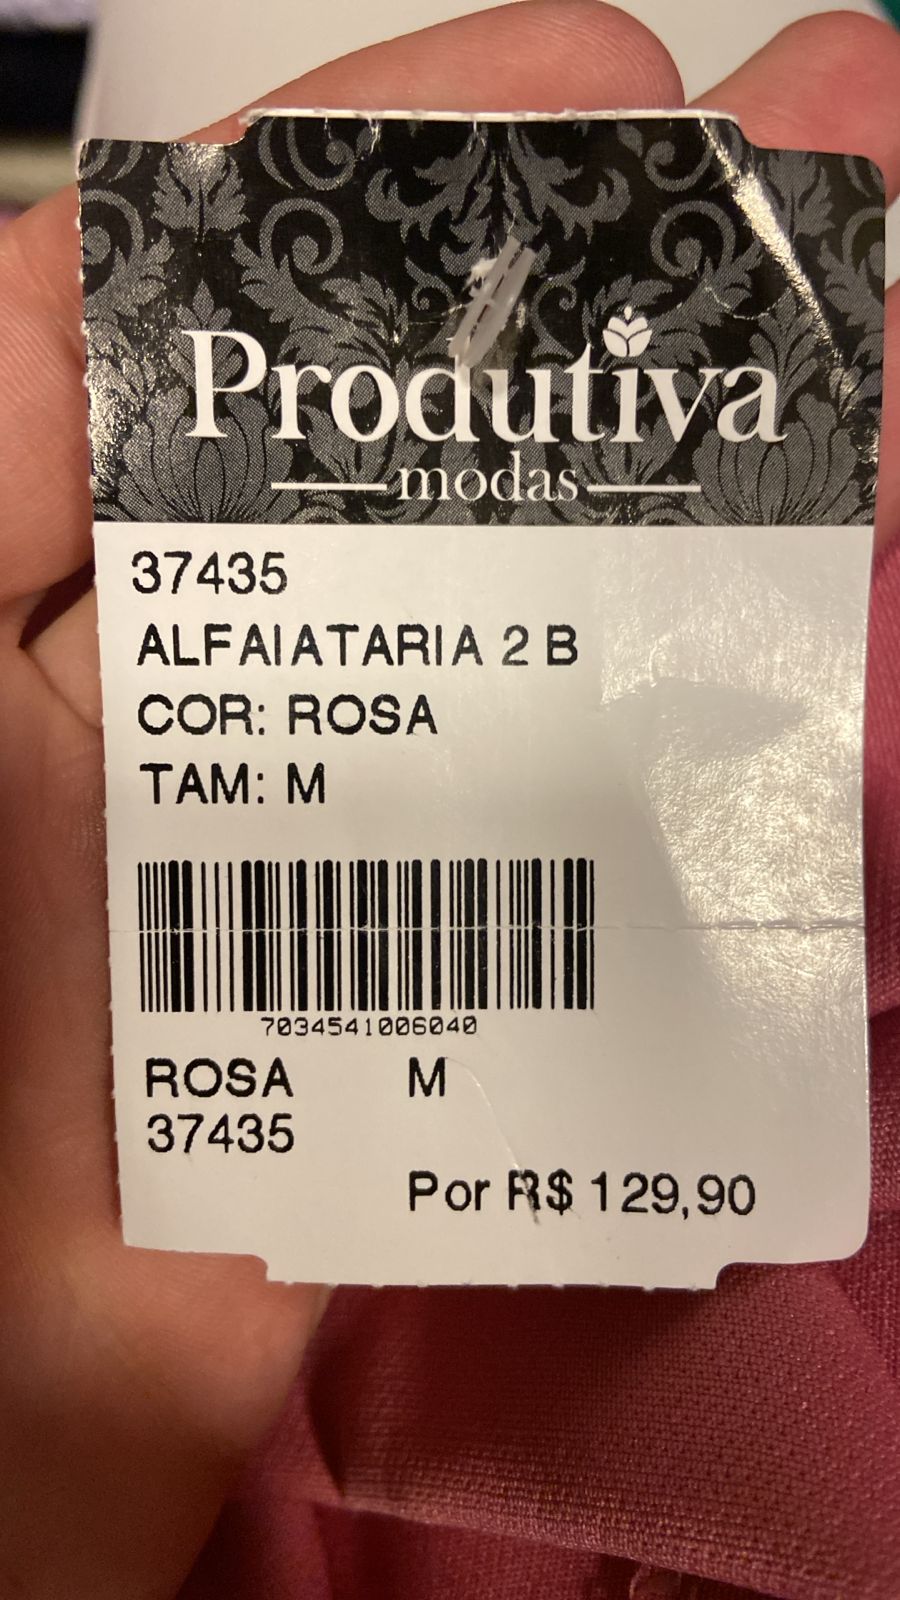 Produtiva
modas
37435
ALFAIATARIA 2 B
COR: ROSA
TAM: M
7034541006040
ROSA M
37435
Por R$ 129,90